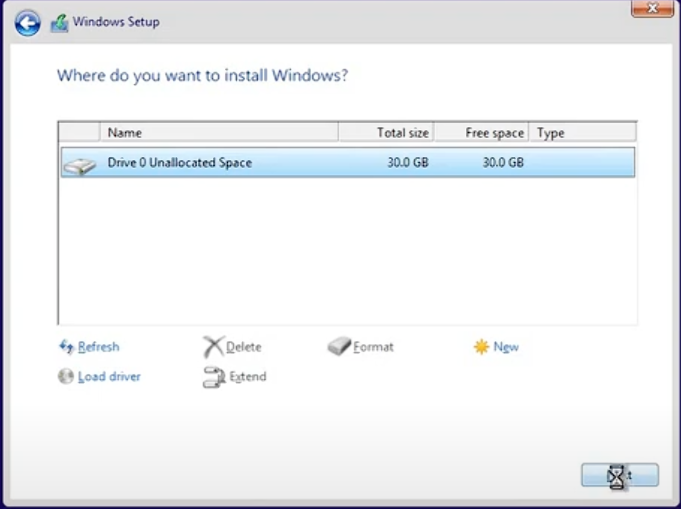 Windows Setup
Where do you want to install Windows?
Name Total size Free space Type
Drive 0 Unallocated Space 30.0 GB 30.0 GB
Refresh Delete Format New
Load driver Extend